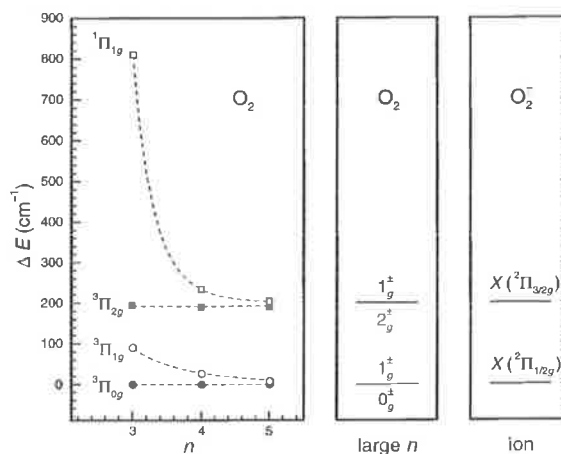 900
800
700
600
500
400
300
200
100
0
ΔE (cm⁻¹)
¹Π₁g
³Π₂g
³Π₁g
³Π₀g
O₂
3 4 5
n
O₂
1g±
2g±
1g±
0g±
large n
O₂⁻
X (²Π₃/₂g)
X (²Π₁/₂g)
ion